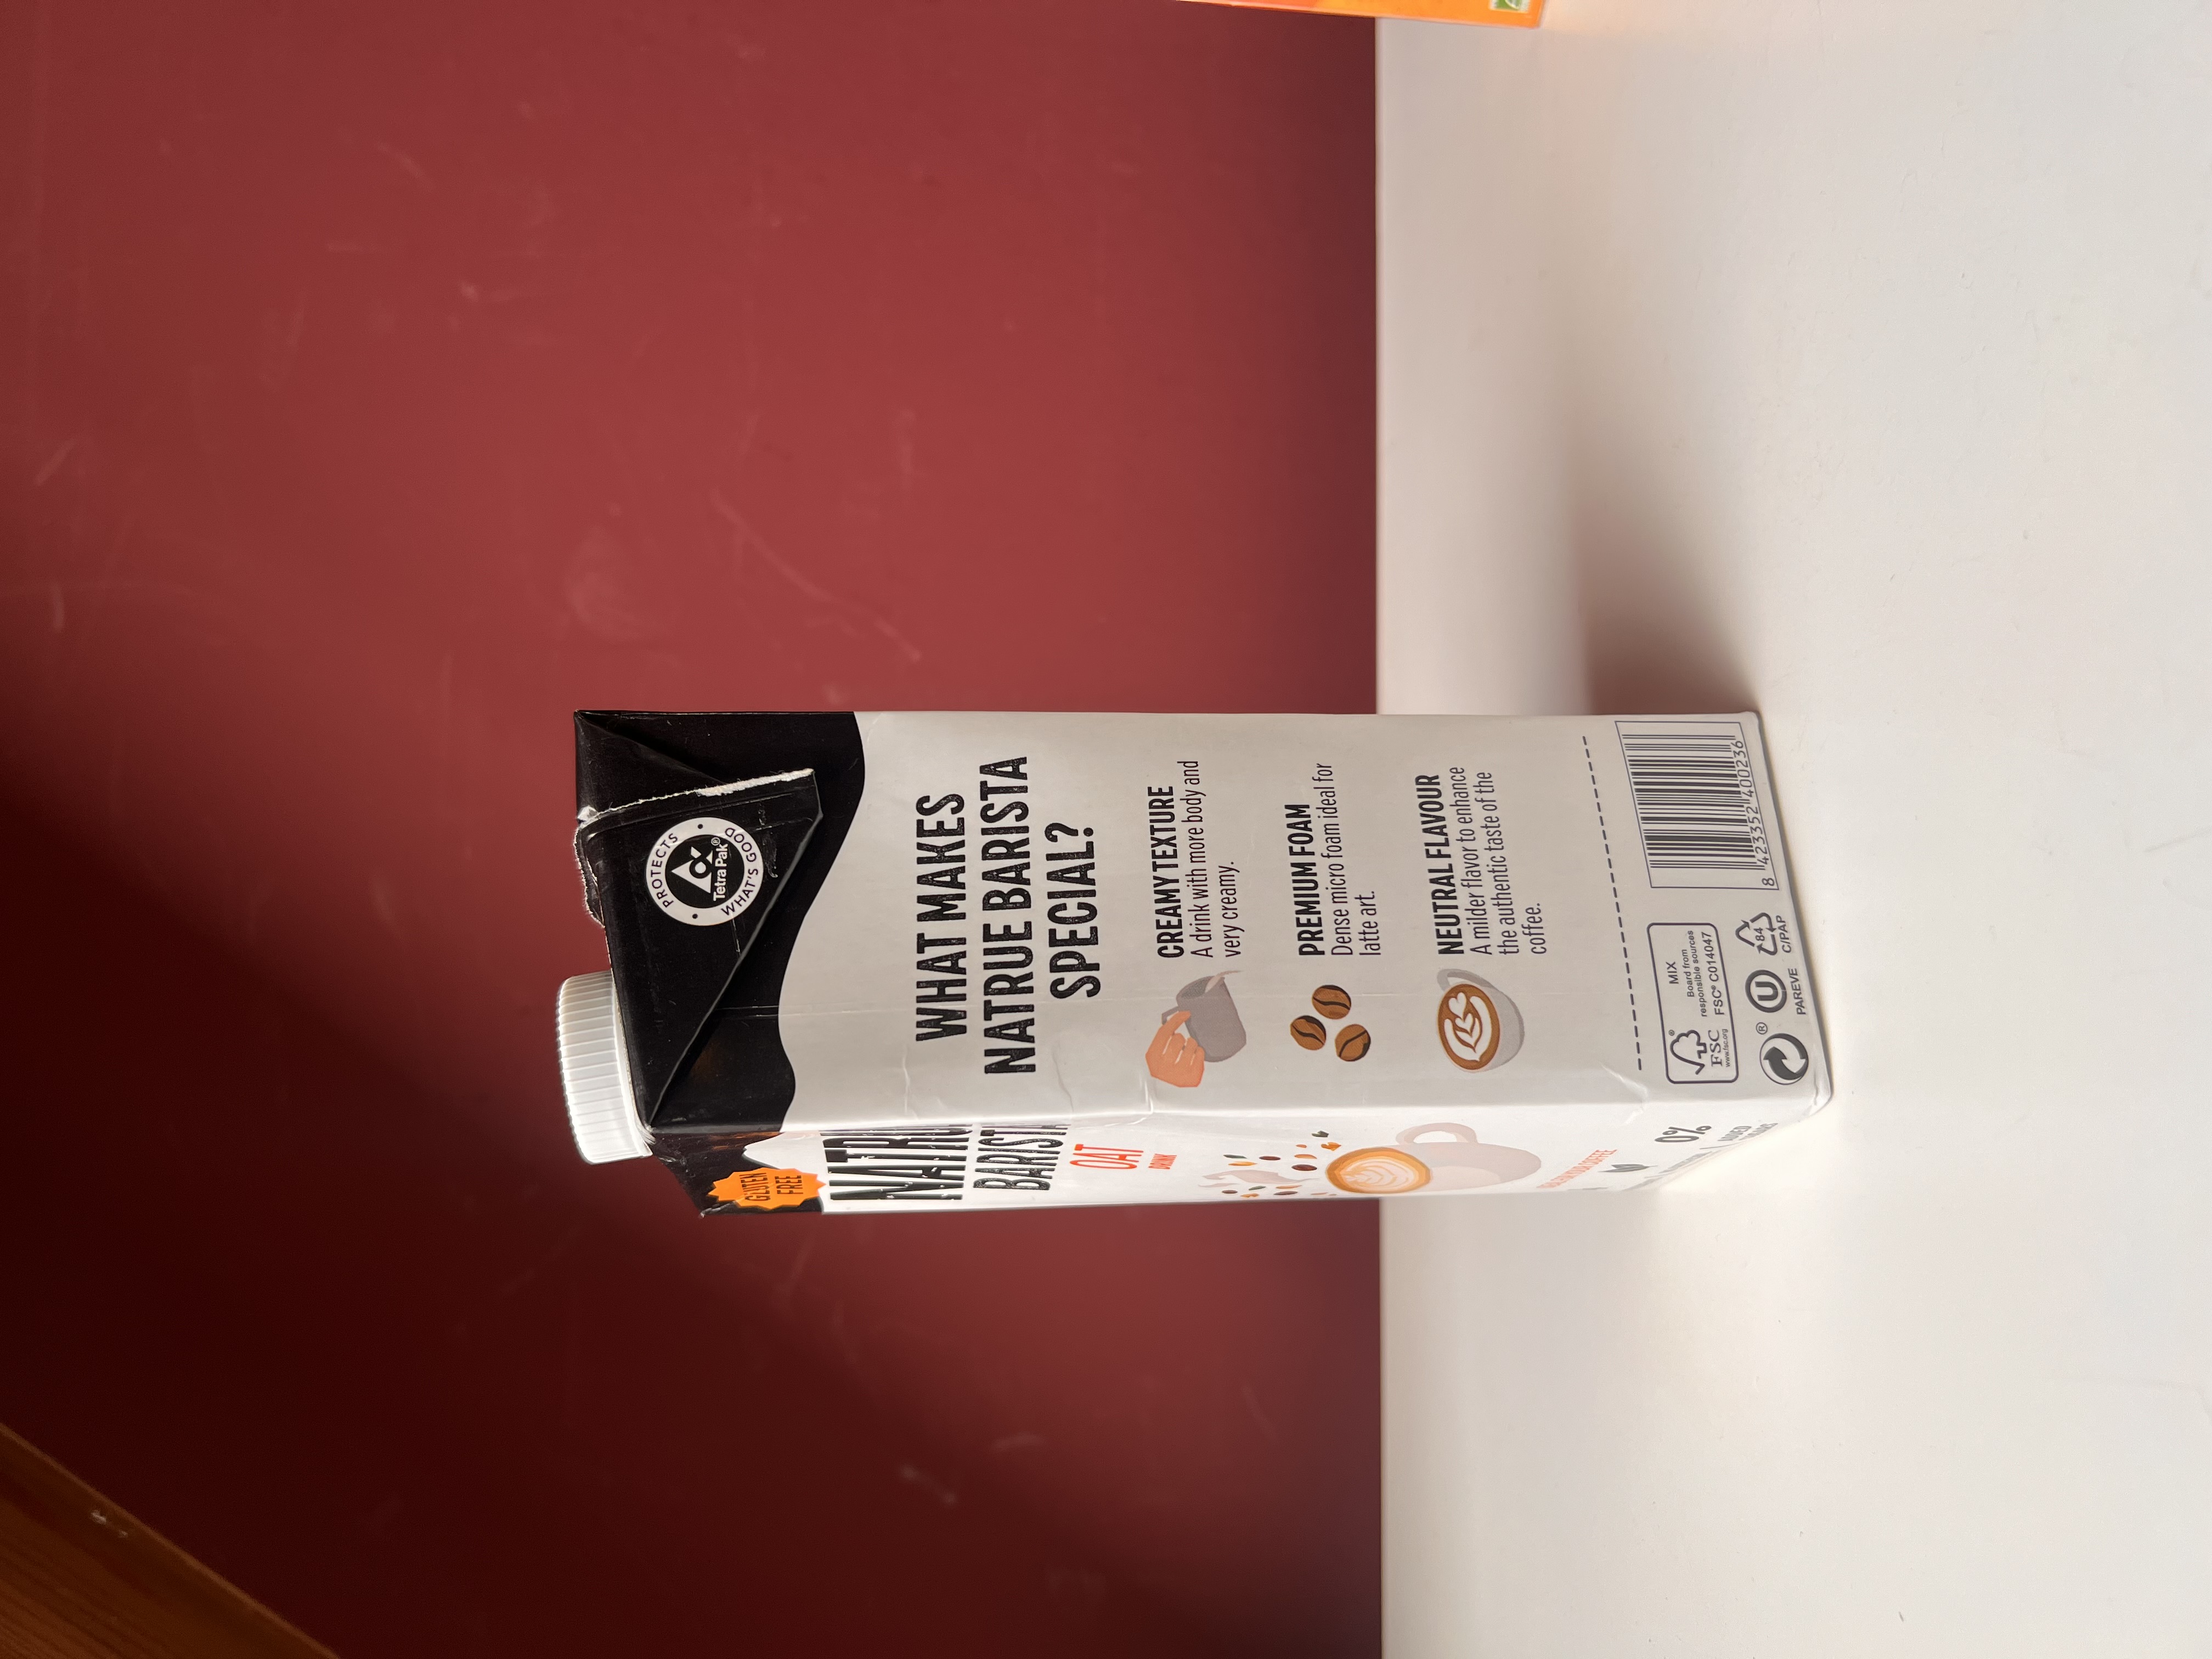 GLUTEN
FREE
NATRU
BARISTA
OAT
DRINK
0%
ADDED
PROTECTS
Tetra Pak®
WHAT'S GOOD
WHAT MAKES
NATRUE BARISTA
SPECIAL?
CREAMY TEXTURE
A drink with more body and
very creamy.
PREMIUM FOAM
Dense micro foam ideal for
latte art.
NEUTRAL FLAVOUR
A milder flavor to enhance
the authentic taste of the
coffee.
FSC®
www.fsc.org
MIX
Board from
responsible sources
FSC® C014047
®
U
PAREVE
84
C/PAP
8 423352 400236